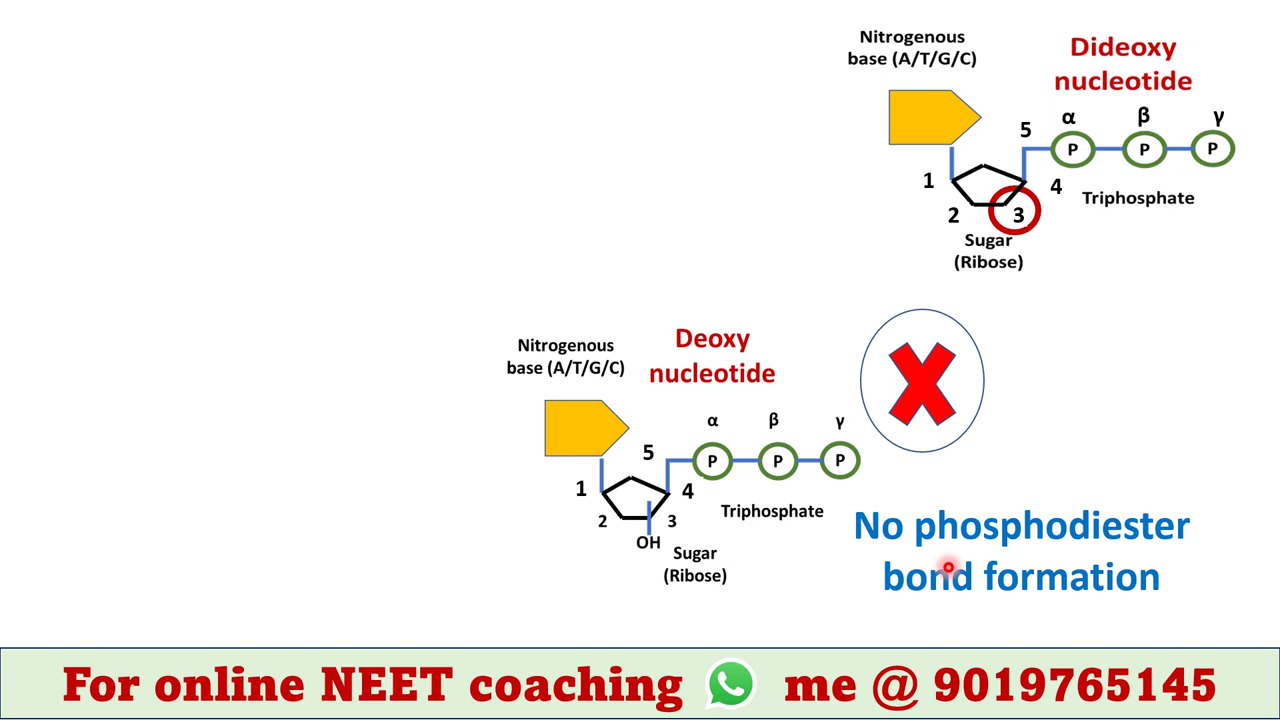 Nitrogenous
base (A/T/G/C)
Dideoxy
nucleotide
α β γ
5
P P P
1
4
Triphosphate
2 3
Sugar
(Ribose)
Nitrogenous
base (A/T/G/C)
Deoxy
nucleotide
α β γ
5
P P P
1
4
Triphosphate
2 3
OH
Sugar
(Ribose)
No phosphodiester
bond formation
For online NEET coaching me @ 9019765145